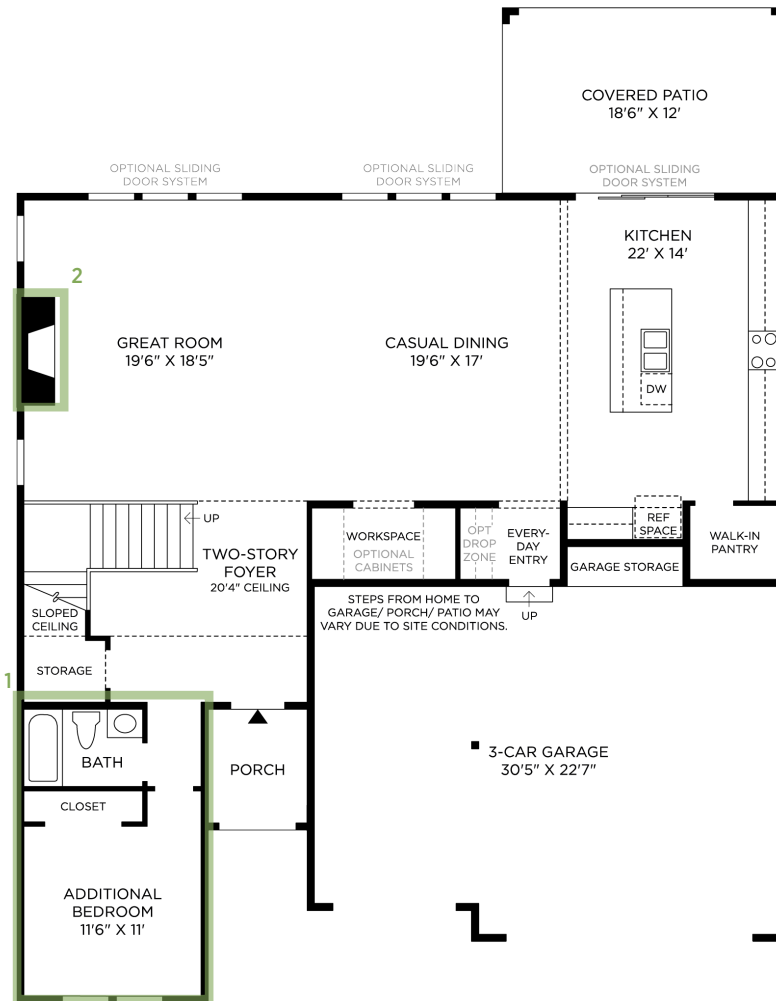 COVERED PATIO
18'6" X 12'
OPTIONAL SLIDING
DOOR SYSTEM
OPTIONAL SLIDING
DOOR SYSTEM
OPTIONAL SLIDING
DOOR SYSTEM
KITCHEN
22' X 14'
2
GREAT ROOM
19'6" X 18'5"
CASUAL DINING
19'6" X 17'
DW
UP
TWO-STORY
FOYER
20'4" CEILING
WORKSPACE
OPTIONAL
CABINETS
OPT
DROP
ZONE
EVERY-
DAY
ENTRY
REF
SPACE
WALK-IN
PANTRY
GARAGE STORAGE
SLOPED
CEILING
STEPS FROM HOME TO
GARAGE/ PORCH/ PATIO MAY
VARY DUE TO SITE CONDITIONS.
UP
STORAGE
1
BATH
PORCH
3-CAR GARAGE
30'5" X 22'7"
CLOSET
ADDITIONAL
BEDROOM
11'6" X 11'